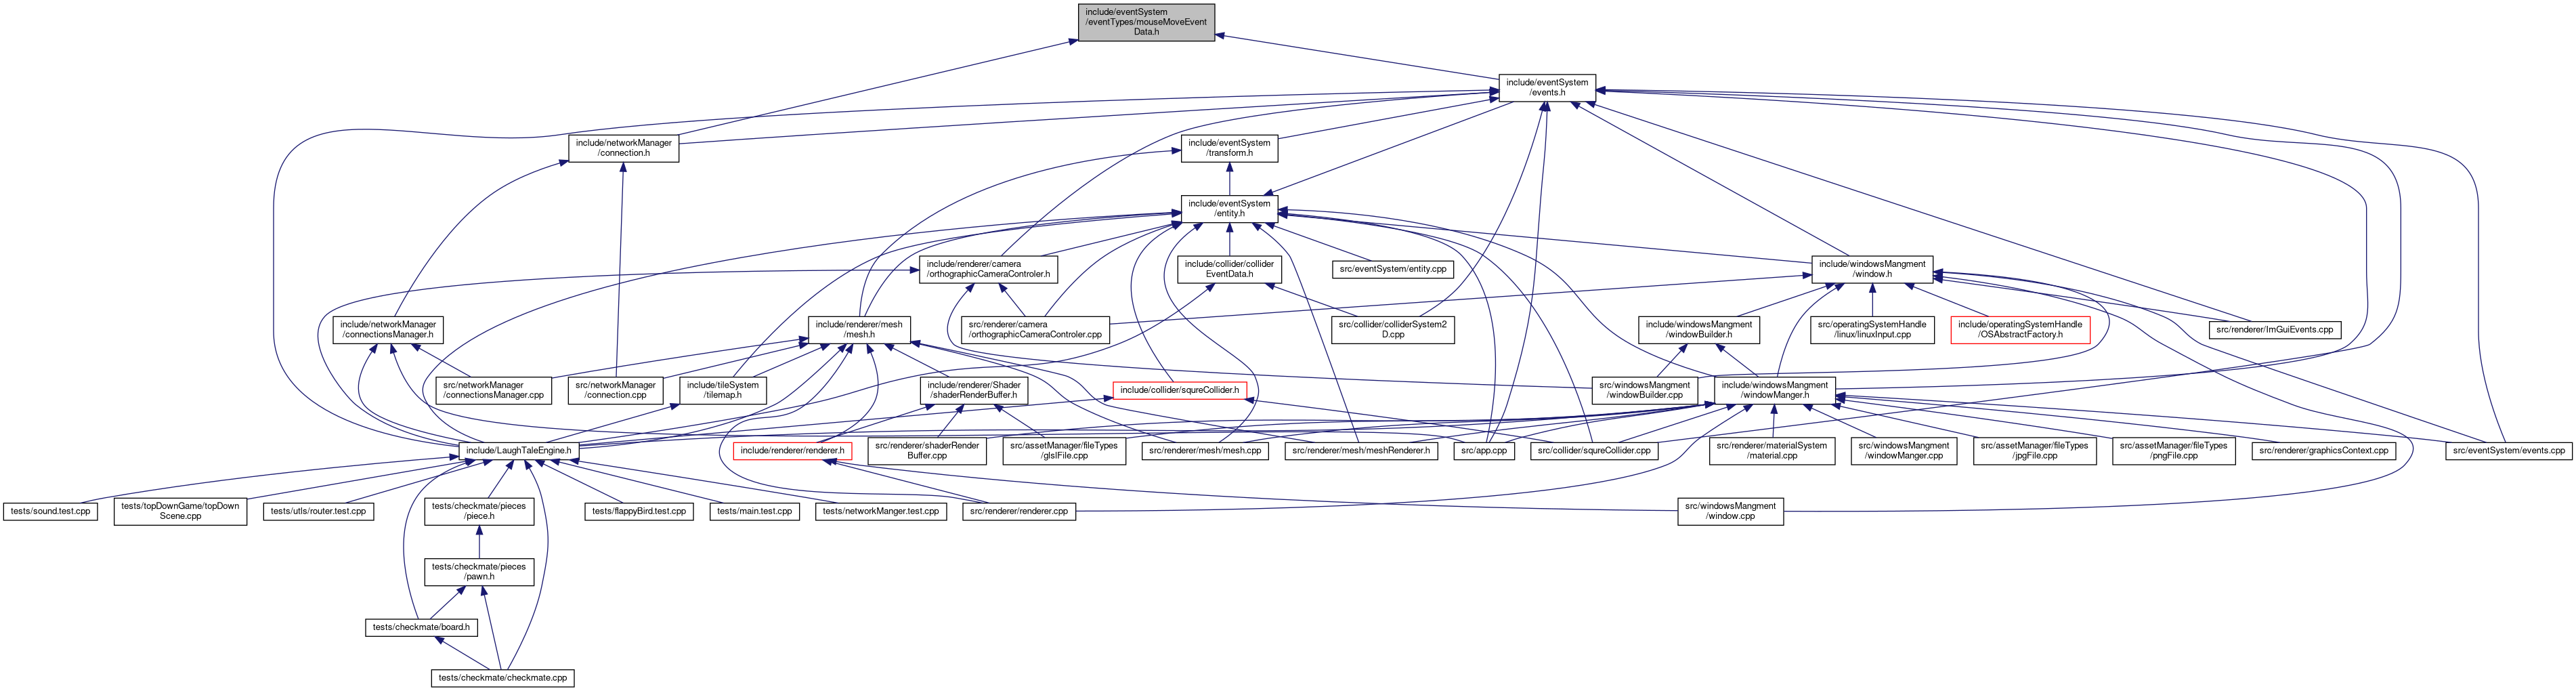 include/eventSystem
/eventTypes/mouseMoveEvent
Data.h
include/eventSystem
/events.h
include/networkManager
/connection.h
include/eventSystem
/transform.h
include/eventSystem
/entity.h
include/renderer/camera
/orthographicCameraControler.h
include/collider/collider
EventData.h
src/eventSystem/entity.cpp
include/windowsMangment
/window.h
include/networkManager
/connectionsManager.h
include/renderer/mesh
/mesh.h
src/renderer/camera
/orthographicCameraControler.cpp
src/collider/colliderSystem2
D.cpp
include/windowsMangment
/windowBuilder.h
src/operatingSystemHandle
/linux/linuxInput.cpp
include/operatingSystemHandle
/OSAbstractFactory.h
src/renderer/ImGuiEvents.cpp
src/networkManager
/connectionsManager.cpp
src/networkManager
/connection.cpp
include/tileSystem
/tilemap.h
include/renderer/Shader
/shaderRenderBuffer.h
include/collider/squreCollider.h
src/windowsMangment
/windowBuilder.cpp
include/windowsMangment
/windowManger.h
include/LaughTaleEngine.h
include/renderer/renderer.h
src/renderer/shaderRender
Buffer.cpp
src/assetManager/fileTypes
/glslFile.cpp
src/renderer/mesh/mesh.cpp
src/renderer/mesh/meshRenderer.h
src/app.cpp
src/collider/squreCollider.cpp
src/renderer/materialSystem
/material.cpp
src/windowsMangment
/windowManger.cpp
src/assetManager/fileTypes
/jpgFile.cpp
src/assetManager/fileTypes
/pngFile.cpp
src/renderer/graphicsContext.cpp
src/eventSystem/events.cpp
tests/sound.test.cpp
tests/topDownGame/topDown
Scene.cpp
tests/utls/router.test.cpp
tests/checkmate/pieces
/piece.h
tests/flappyBird.test.cpp
tests/main.test.cpp
tests/networkManger.test.cpp
src/renderer/renderer.cpp
src/windowsMangment
/window.cpp
tests/checkmate/pieces
/pawn.h
tests/checkmate/board.h
tests/checkmate/checkmate.cpp